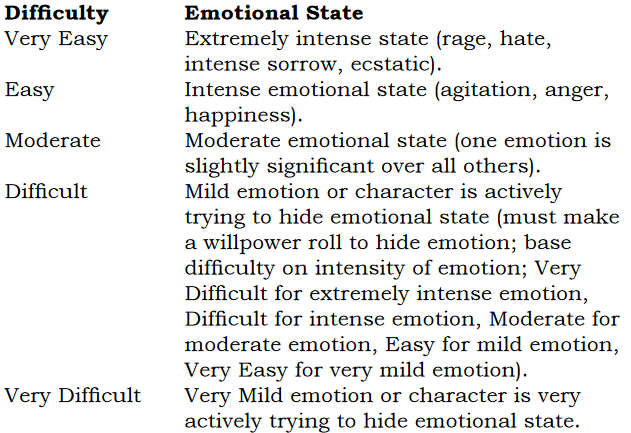 Difficulty Emotional State
Very Easy Extremely intense state (rage, hate,
intense sorrow, ecstatic).
Easy Intense emotional state (agitation, anger,
happiness).
Moderate Moderate emotional state (one emotion is
slightly significant over all others).
Difficult Mild emotion or character is actively
trying to hide emotional state (must make
a willpower roll to hide emotion; base
difficulty on intensity of emotion; Very
Difficult for extremely intense emotion,
Difficult for intense emotion, Moderate for
moderate emotion, Easy for mild emotion,
Very Easy for very mild emotion).
Very Difficult Very Mild emotion or character is very
actively trying to hide emotional state.